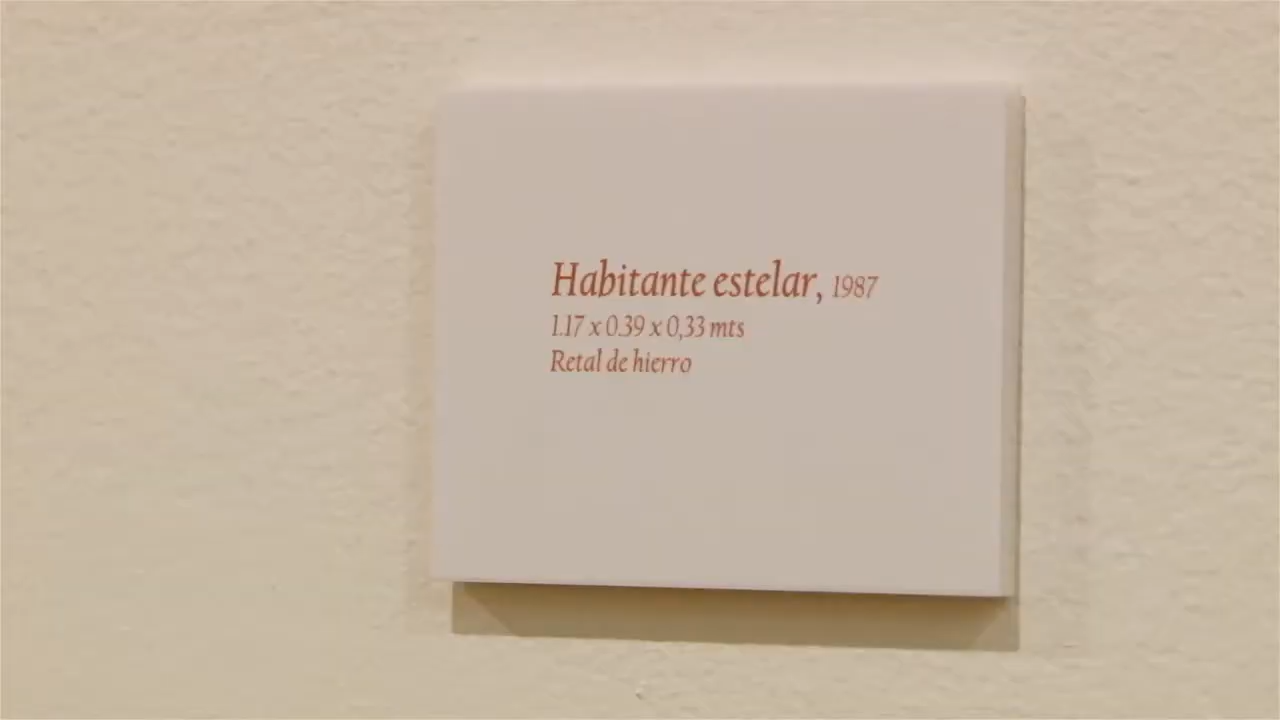 Habitante estelar, 1987
1.17 x 0.39 x 0,33 mts
Retal de hierro